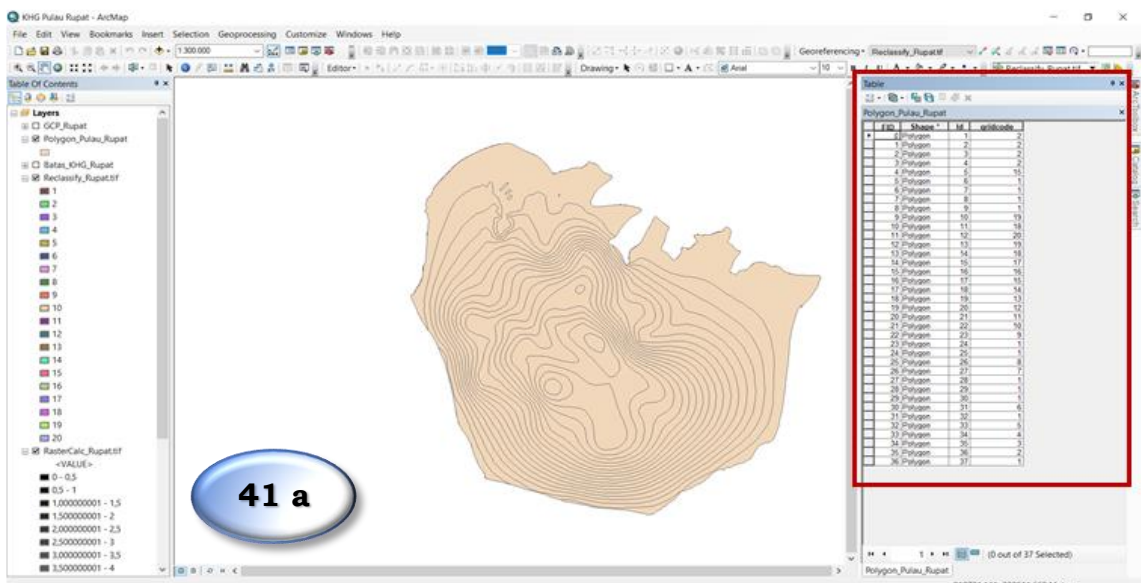 KHG Pulau Rupat - ArcMap
File Edit View Bookmarks Insert Selection Geoprocessing Customize Windows Help
1:300.000
Georeferencing Reclassify_Rupat.tif
Editor Drawing A Arial 10 B I U A Reclassify_Rupat.tif
Table Of Contents
Layers
GCP_Rupat
Polygon_Pulau_Rupat
Batas_KHG_Rupat
Reclassify_Rupat.tif
1
2
3
4
5
6
7
8
9
10
11
12
13
14
15
16
17
18
19
20
RasterCalc_Rupat.tif
<VALUE>
0 - 0,5
0,5 - 1
1,000000001 - 1,5
1,500000001 - 2
2,000000001 - 2,5
2,500000001 - 3
3,000000001 - 3,5
3,500000001 - 4
41 a
Table
Polygon_Pulau_Rupat
FID Shape * Id gridcode
0 Polygon 1 2
1 Polygon 2 2
2 Polygon 3 2
3 Polygon 4 2
4 Polygon 5 15
5 Polygon 6 1
6 Polygon 7 1
7 Polygon 8 1
8 Polygon 9 1
9 Polygon 10 19
10 Polygon 11 18
11 Polygon 12 20
12 Polygon 13 19
13 Polygon 14 18
14 Polygon 15 17
15 Polygon 16 16
16 Polygon 17 15
17 Polygon 18 14
18 Polygon 19 13
19 Polygon 20 12
20 Polygon 21 11
21 Polygon 22 10
22 Polygon 23 9
23 Polygon 24 1
24 Polygon 25 1
25 Polygon 26 8
26 Polygon 27 7
27 Polygon 28 1
28 Polygon 29 1
29 Polygon 30 1
30 Polygon 31 6
31 Polygon 32 1
32 Polygon 33 5
33 Polygon 34 4
34 Polygon 35 3
35 Polygon 36 2
36 Polygon 37 1
1 (0 out of 37 Selected)
Polygon_Pulau_Rupat
ArcToolbox
Catalog
Search